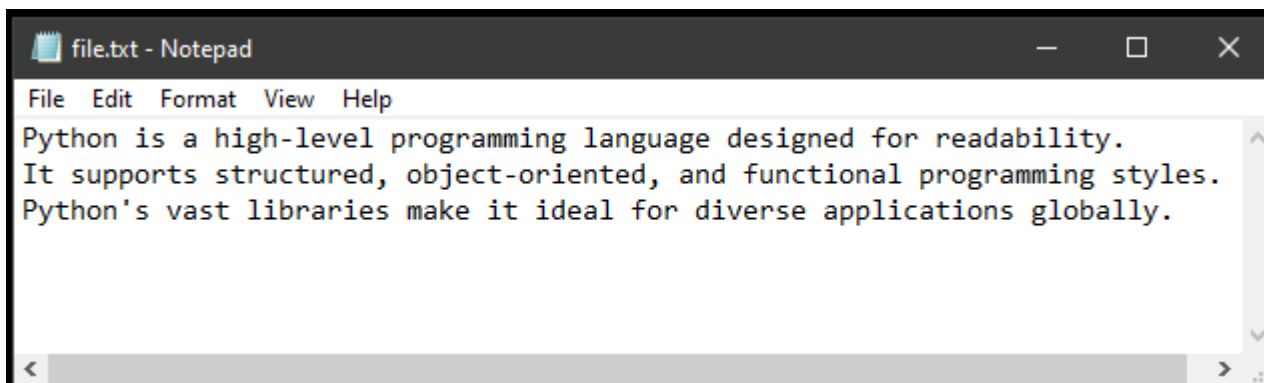 file.txt - Notepad
File Edit Format View Help
Python is a high-level programming language designed for readability.
It supports structured, object-oriented, and functional programming styles.
Python's vast libraries make it ideal for diverse applications globally.